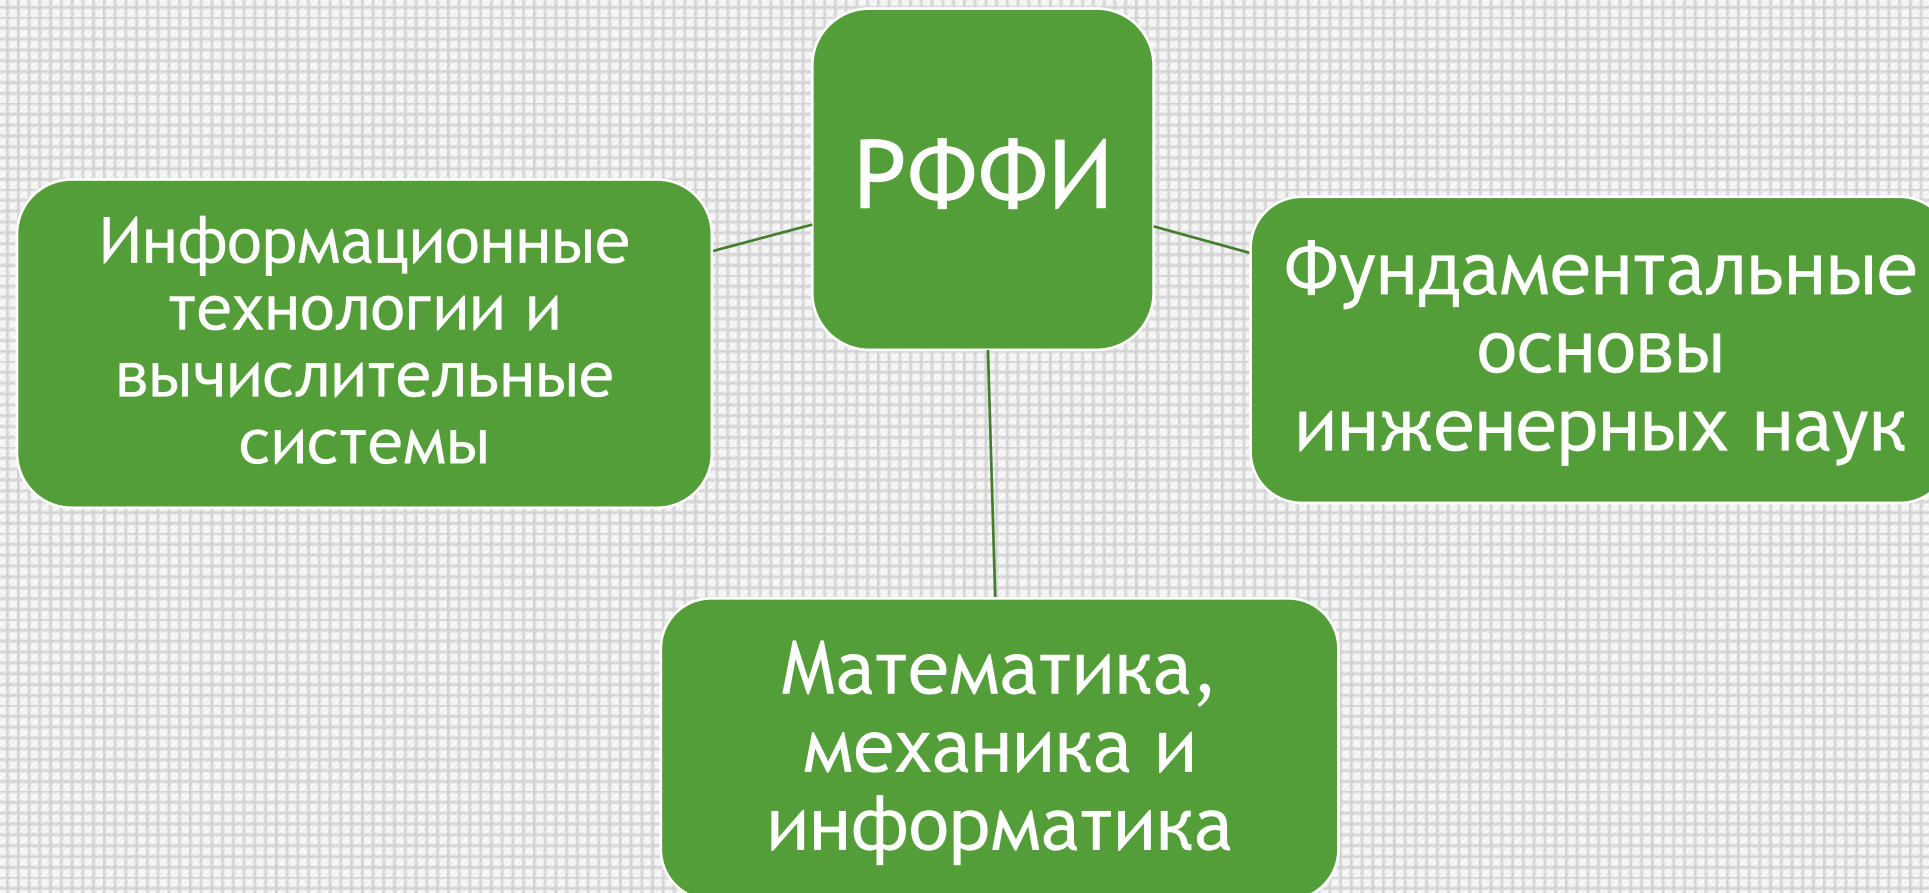 РФФИ
Информационные
технологии и
вычислительные
системы
Фундаментальные
основы
инженерных наук
Математика,
механика и
информатика